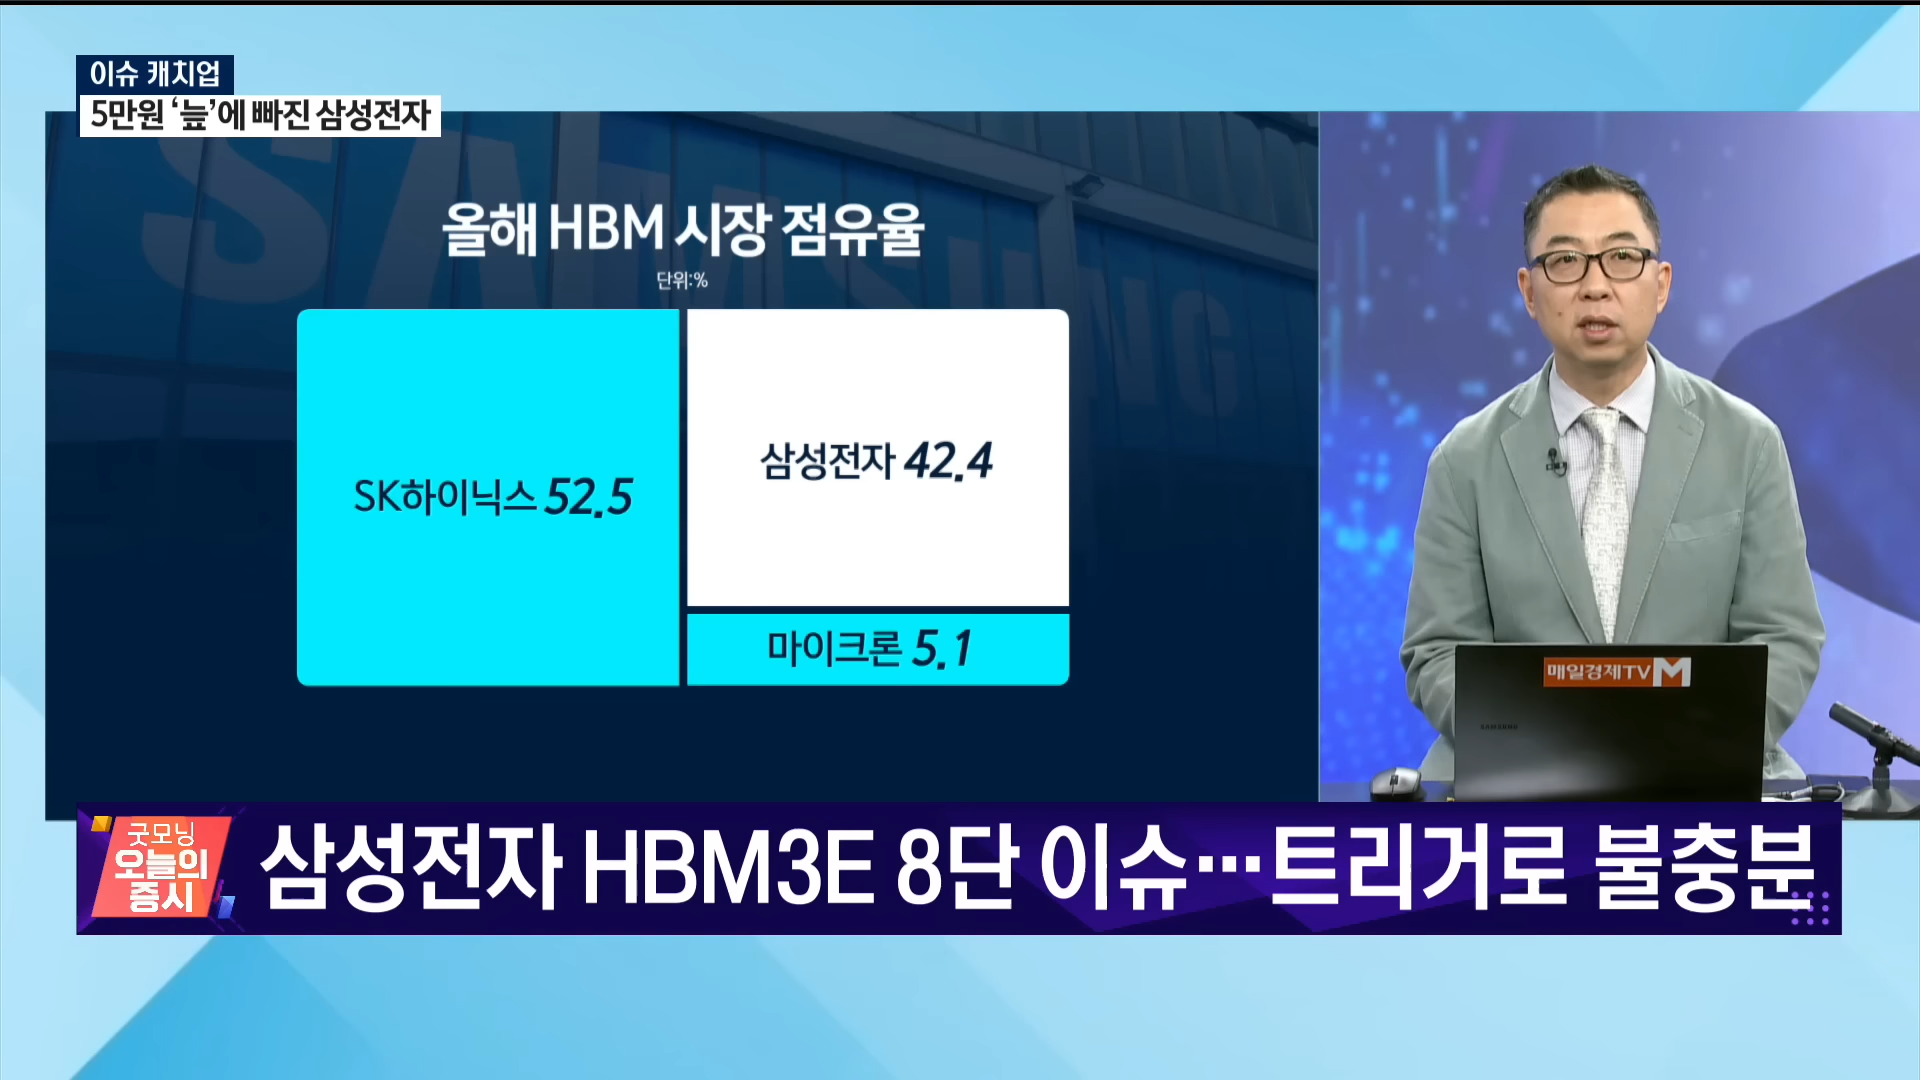 이슈 캐치업
5만원 ‘늪’에 빠진 삼성전자
SAMSUNG
올해 HBM 시장 점유율
단위:%
SK하이닉스 52.5
삼성전자 42.4
마이크론 5.1
매일경제TV M
SAMSUNG
굿모닝
오늘의
증시
삼성전자 HBM3E 8단 이슈…트리거로 불충분